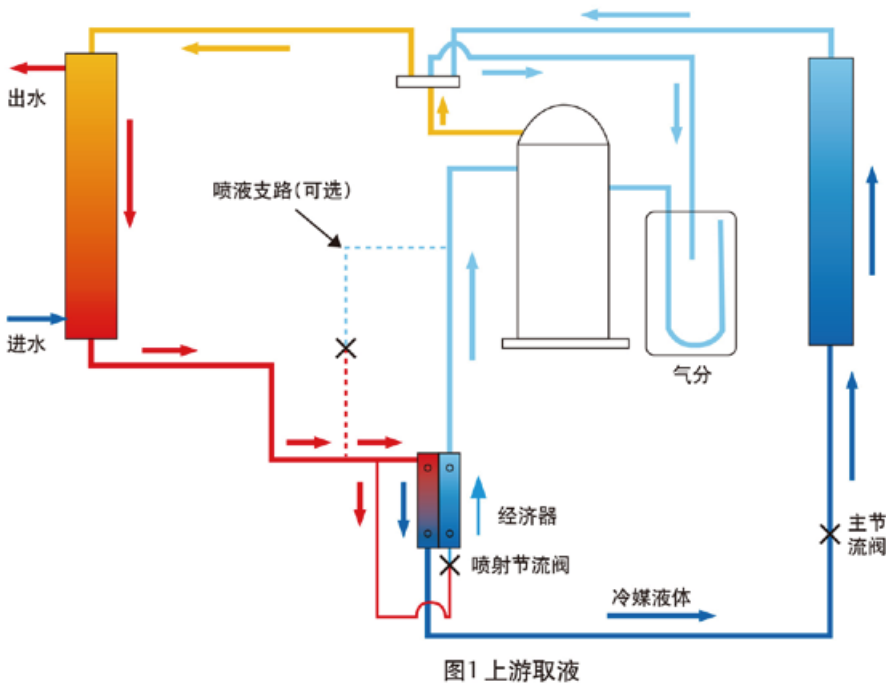 出水
喷液支路(可选)
进水
气分
经济器
主节
流阀
喷射节流阀
冷媒液体
图1 上游取液